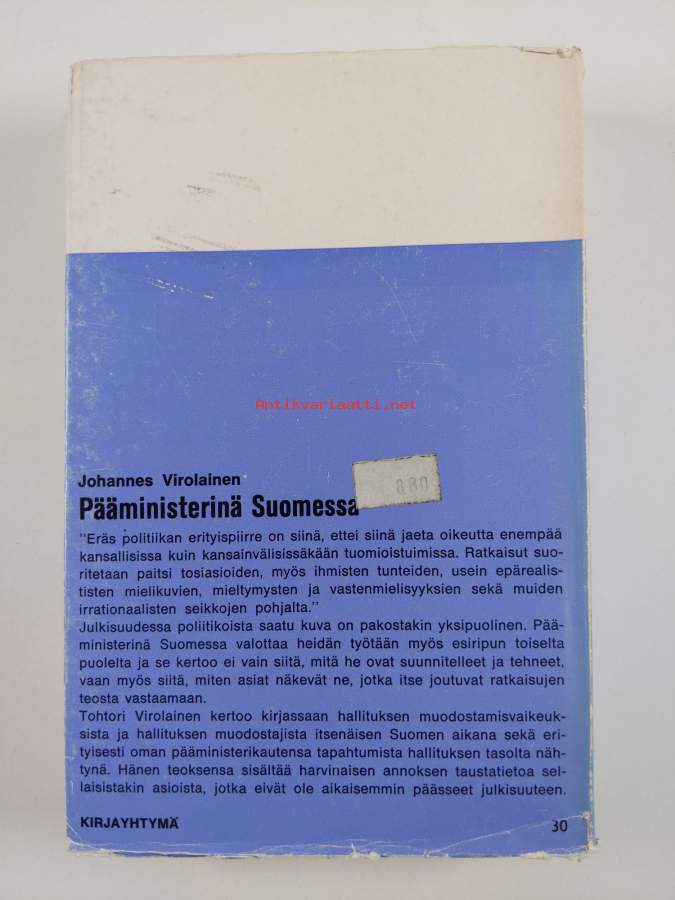 Antikvariaatti.net
Johannes Virolainen
880
Pääministerinä Suomessa
"Eräs politiikan erityispiirre on siinä, ettei siinä jaeta oikeutta enempää
kansallisissa kuin kansainvälisissäkään tuomioistuimissa. Ratkaisut suo-
ritetaan paitsi tosiasioiden, myös ihmisten tunteiden, usein epärealis-
tisten mielikuvien, mieltymysten ja vastenmielisyyksien sekä muiden
irrationaalisten seikkojen pohjalta."
Julkisuudessa poliitikoista saatu kuva on pakostakin yksipuolinen. Pää-
ministerinä Suomessa valottaa heidän työtään myös esiripun toiselta
puolelta ja se kertoo ei vain siitä, mitä he ovat suunnitelleet ja tehneet,
vaan myös siitä, miten asiat näkevät ne, jotka itse joutuvat ratkaisujen
teosta vastaamaan.
Tohtori Virolainen kertoo kirjassaan hallituksen muodostamisvaikeuk-
sista ja hallituksen muodostajista itsenäisen Suomen aikana sekä eri-
tyisesti oman pääministerikautensa tapahtumista hallituksen tasolta näh-
tynä. Hänen teoksensa sisältää harvinaisen annoksen taustatietoa sel-
laisistakin asioista, jotka eivät ole aikaisemmin päässeet julkisuuteen.
KIRJAYHTYMÄ
30